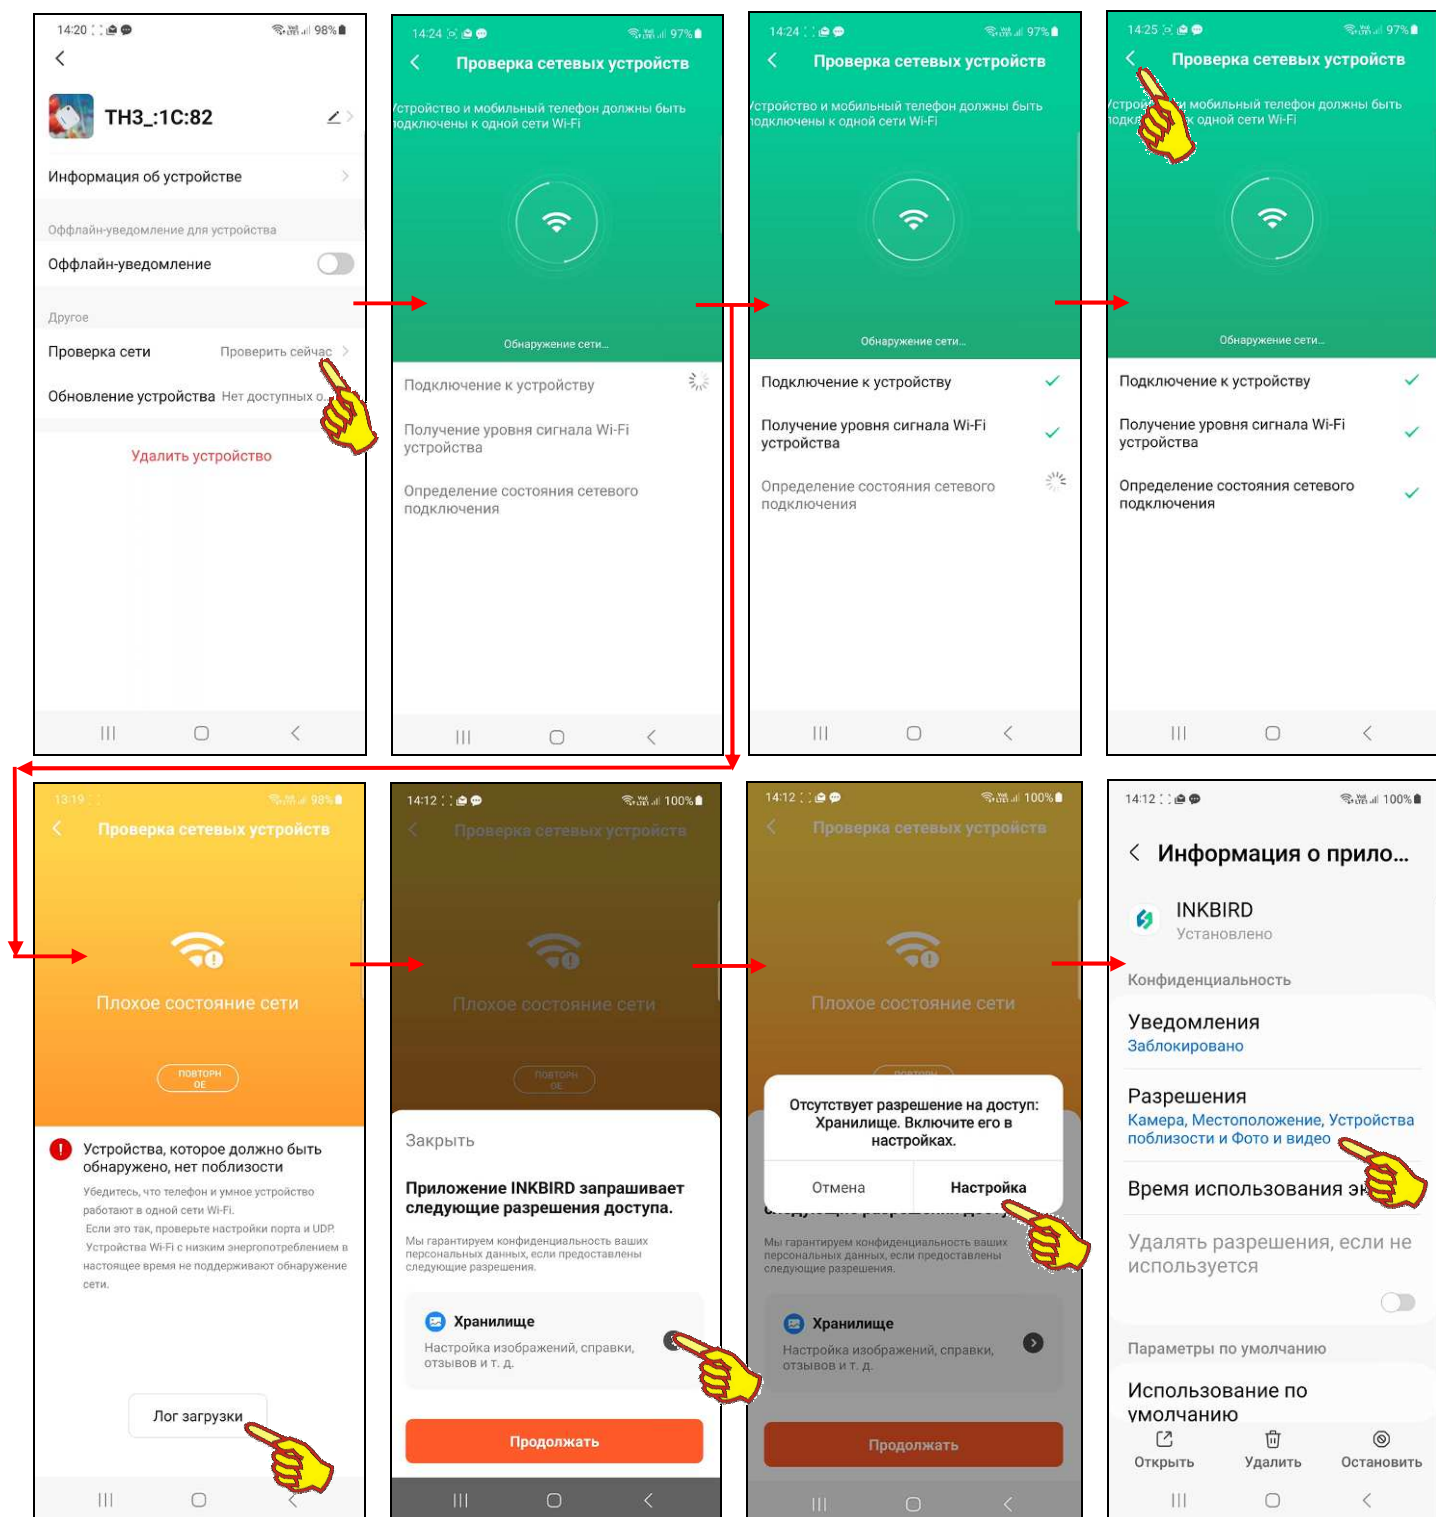 14:20
98%
TH3_:1C:82
Информация об устройстве
Оффлайн-уведомление для устройства
Оффлайн-уведомление
Другое
Проверка сети Проверить сейчас
Обновление устройства Нет доступных о...
Удалить устройство
14:24
97%
Проверка сетевых устройств
Устройство и мобильный телефон должны быть
подключены к одной сети Wi-Fi
Обнаружение сети...
Подключение к устройству
Получение уровня сигнала Wi-Fi
устройства
Определение состояния сетевого
подключения
14:24
97%
Проверка сетевых устройств
Устройство и мобильный телефон должны быть
подключены к одной сети Wi-Fi
Обнаружение сети...
Подключение к устройству
Получение уровня сигнала Wi-Fi
устройства
Определение состояния сетевого
подключения
14:25
97%
Проверка сетевых устройств
и мобильный телефон должны быть
к одной сети Wi-Fi
Обнаружение сети...
Подключение к устройству
Получение уровня сигнала Wi-Fi
устройства
Определение состояния сетевого
подключения
13:19
98%
Проверка сетевых устройств
Плохое состояние сети
ПОВТОРН
ОЕ
Устройства, которое должно быть
обнаружено, нет поблизости
Убедитесь, что телефон и умное устройство
работают в одной сети Wi-Fi.
Если это так, проверьте настройки порта и UDP.
Устройства Wi-Fi с низким энергопотреблением в
настоящее время не поддерживают обнаружение
сети.
Лог загрузки
14:12
100%
Проверка сетевых устройств
Плохое состояние сети
ПОВТОРН
ОЕ
Закрыть
Приложение INKBIRD запрашивает
следующие разрешения доступа.
Мы гарантируем конфиденциальность ваших
персональных данных, если предоставлены
следующие разрешения.
Хранилище
Настройка изображений, справки,
отзывов и т. д.
Продолжать
14:12
100%
Проверка сетевых устройств
Плохое состояние сети
Отсутствует разрешение на доступ:
Хранилище. Включите его в
настройках.
Отмена Настройка
Мы гарантируем конфиденциальность ваших
персональных данных, если предоставлены
следующие разрешения.
Хранилище
Настройка изображений, справки,
отзывов и т. д.
Продолжать
14:12
100%
Информация о прило...
INKBIRD
Установлено
Конфиденциальность
Уведомления
Заблокировано
Разрешения
Камера, Местоположение, Устройства
поблизости и Фото и видео
Время использования эк
Удалять разрешения, если не
используется
Параметры по умолчанию
Использование по
умолчанию
Открыть Удалить Остановить